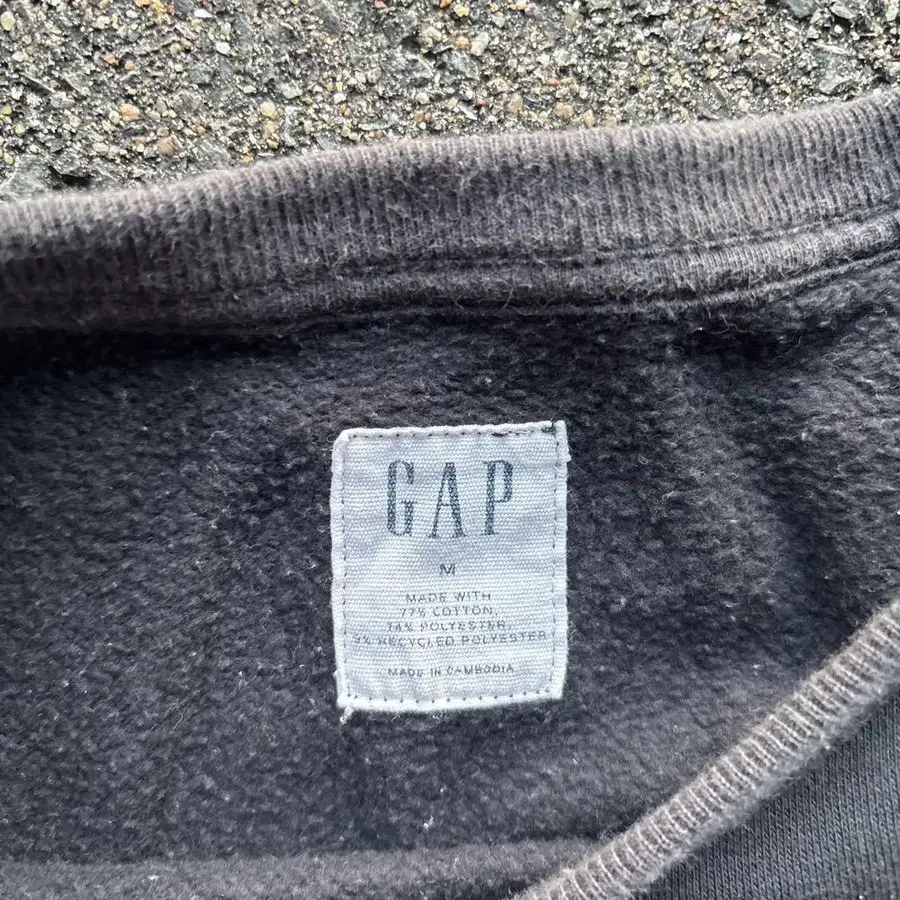 GAP
M
MADE WITH
77% COTTON,
14% POLYESTER,
9% RECYCLED POLYESTER
MADE IN CAMBODIA